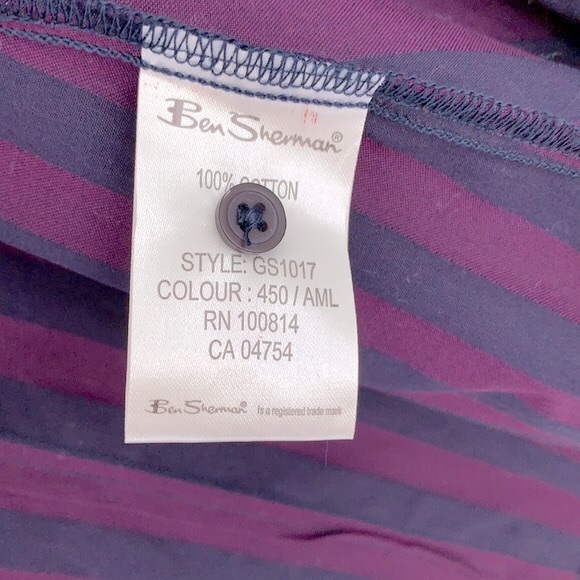 Ben Sherman®
100% COTTON
STYLE: GS1017
COLOUR : 450 / AML
RN 100814
CA 04754
Ben Sherman® Is a registered trade mark